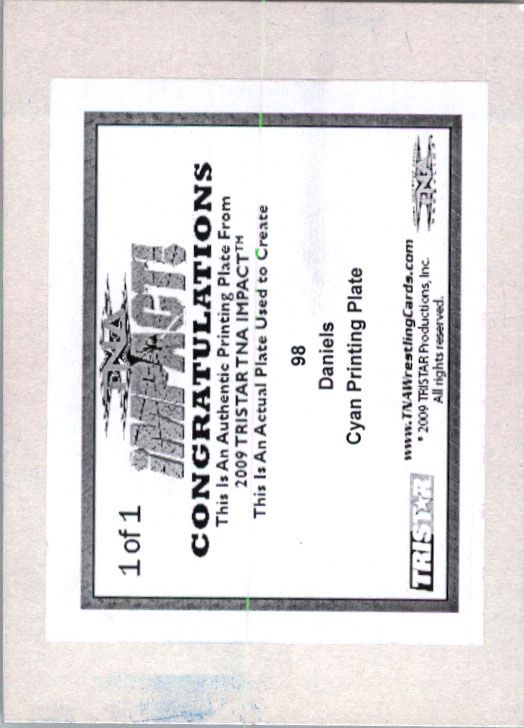 1 of 1
TNA
IMPACT!
CONGRATULATIONS
This Is An Authentic Printing Plate From
2009 TRISTAR TNA IMPACT™
This Is An Actual Plate Used to Create
98
Daniels
Cyan Printing Plate
TRISTAR
www.TNAWrestlingCards.com
® 2009 TRISTAR Productions, Inc.
All rights reserved.
TNA